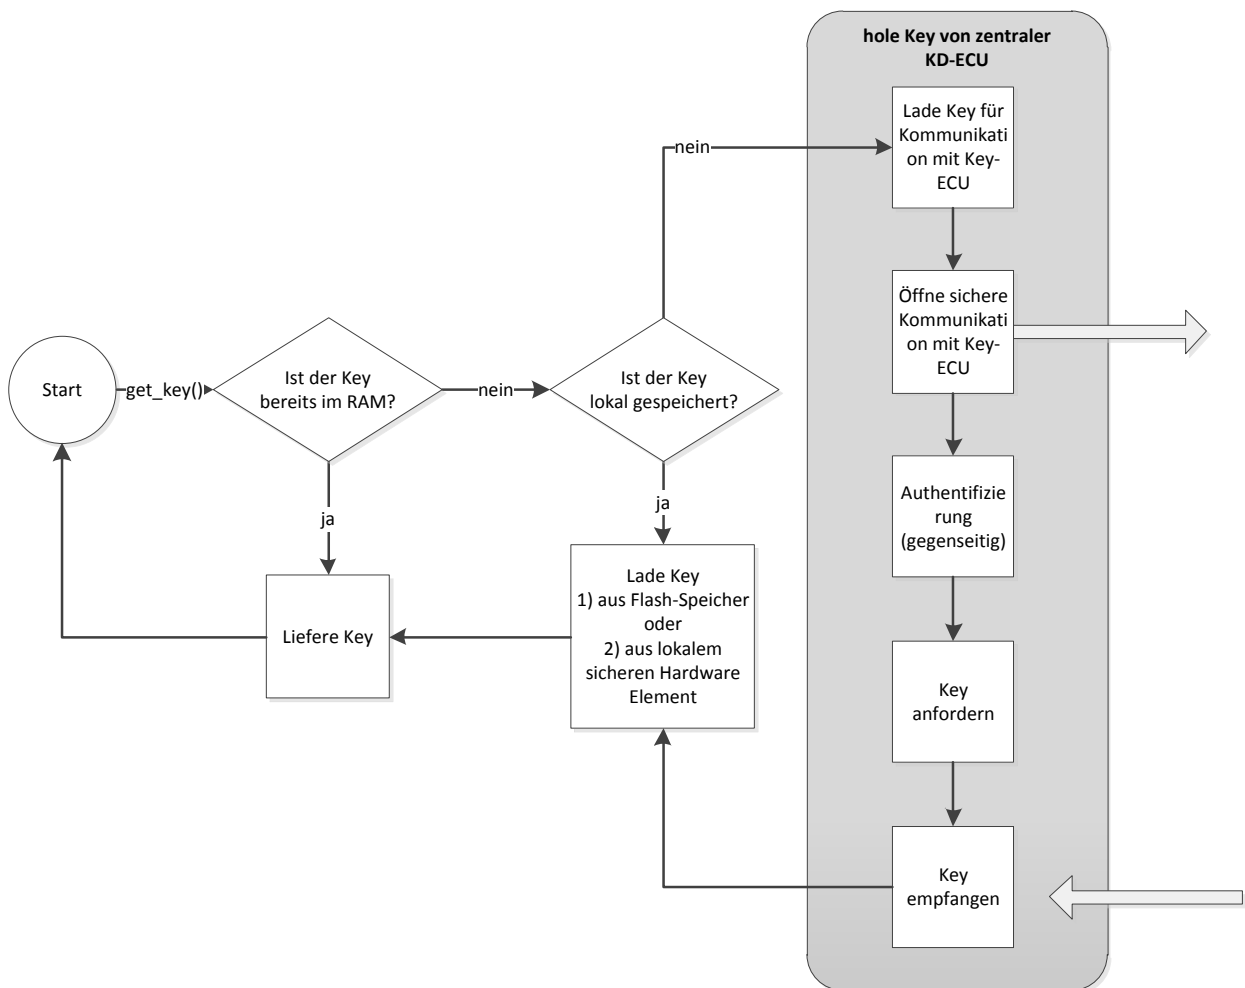 hole Key von zentraler
KD-ECU
Lade Key für
Kommunikati
on mit Key-
ECU
nein
Öffne sichere
Kommunikati
on mit Key-
ECU
Start
get_key()
Ist der Key
bereits im RAM?
nein
Ist der Key
lokal gespeichert?
ja
ja
Authentifizie
rung
(gegenseitig)
Liefere Key
Lade Key
1) aus Flash-Speicher
oder
2) aus lokalem
sicheren Hardware
Element
Key
anfordern
Key
empfangen